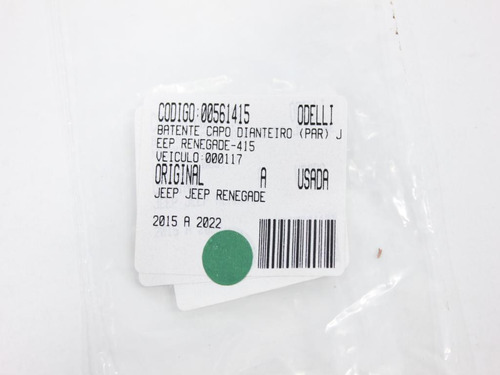 CODIGO:00561415 ODELLI
BATENTE CAPO DIANTEIRO (PAR) J
EEP RENEGADE-415
VEICULO:000117
ORIGINAL A USADA
JEEP JEEP RENEGADE
2015 A 2022